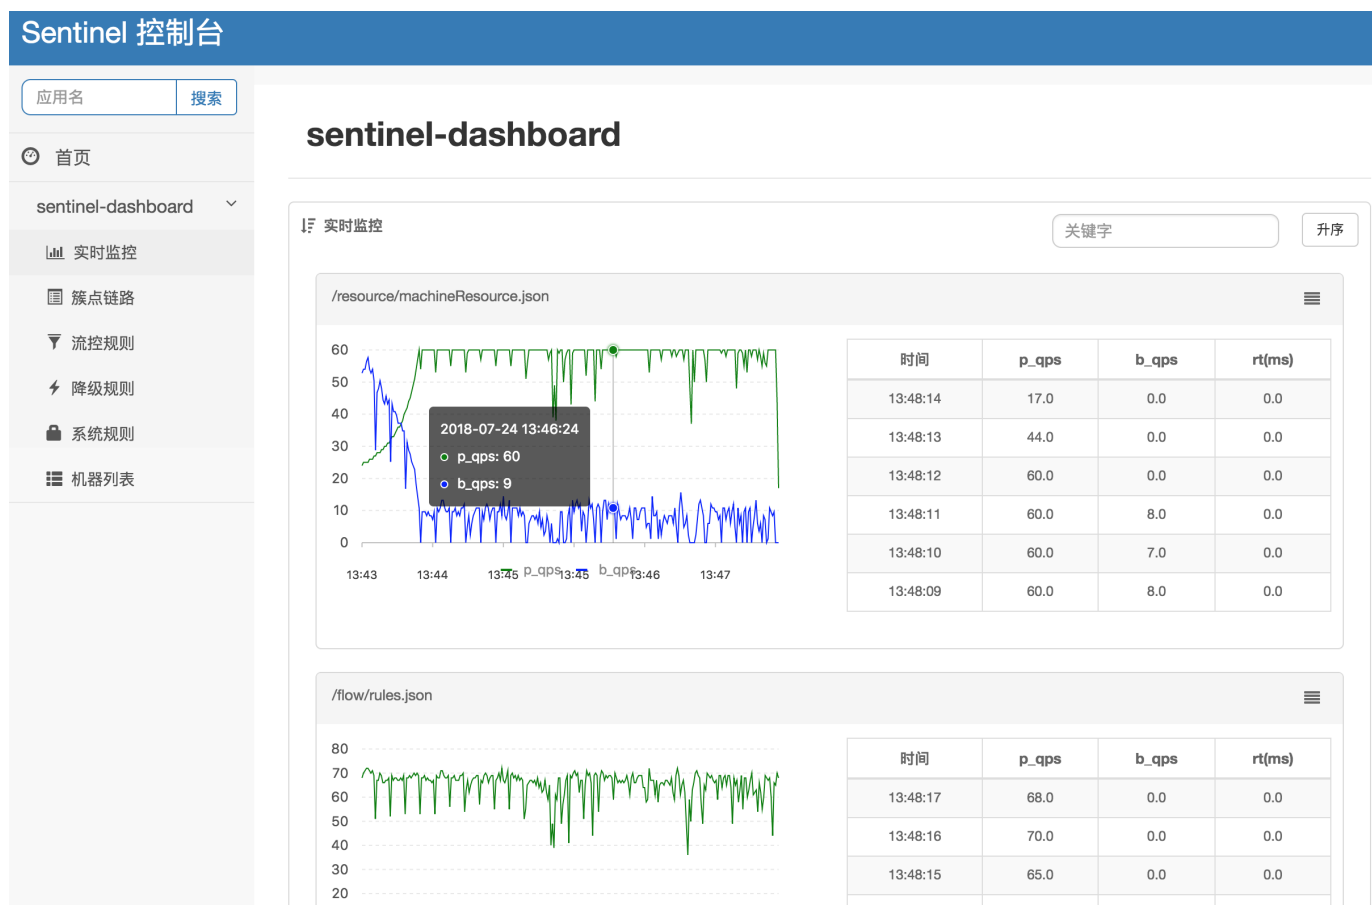 Sentinel 控制台
应用名 搜索
首页
sentinel-dashboard
实时监控
簇点链路
流控规则
降级规则
系统规则
机器列表
sentinel-dashboard
实时监控 关键字 升序
/resource/machineResource.json
60
50
40
30
20
10
0
13:43 13:44 13:45 13:45 13:46 13:47
p_qps b_qps
2018-07-24 13:46:24
p_qps: 60
b_qps: 9
时间 p_qps b_qps rt(ms)
13:48:14 17.0 0.0 0.0
13:48:13 44.0 0.0 0.0
13:48:12 60.0 0.0 0.0
13:48:11 60.0 8.0 0.0
13:48:10 60.0 7.0 0.0
13:48:09 60.0 8.0 0.0
/flow/rules.json
80
70
60
50
40
30
20
时间 p_qps b_qps rt(ms)
13:48:17 68.0 0.0 0.0
13:48:16 70.0 0.0 0.0
13:48:15 65.0 0.0 0.0